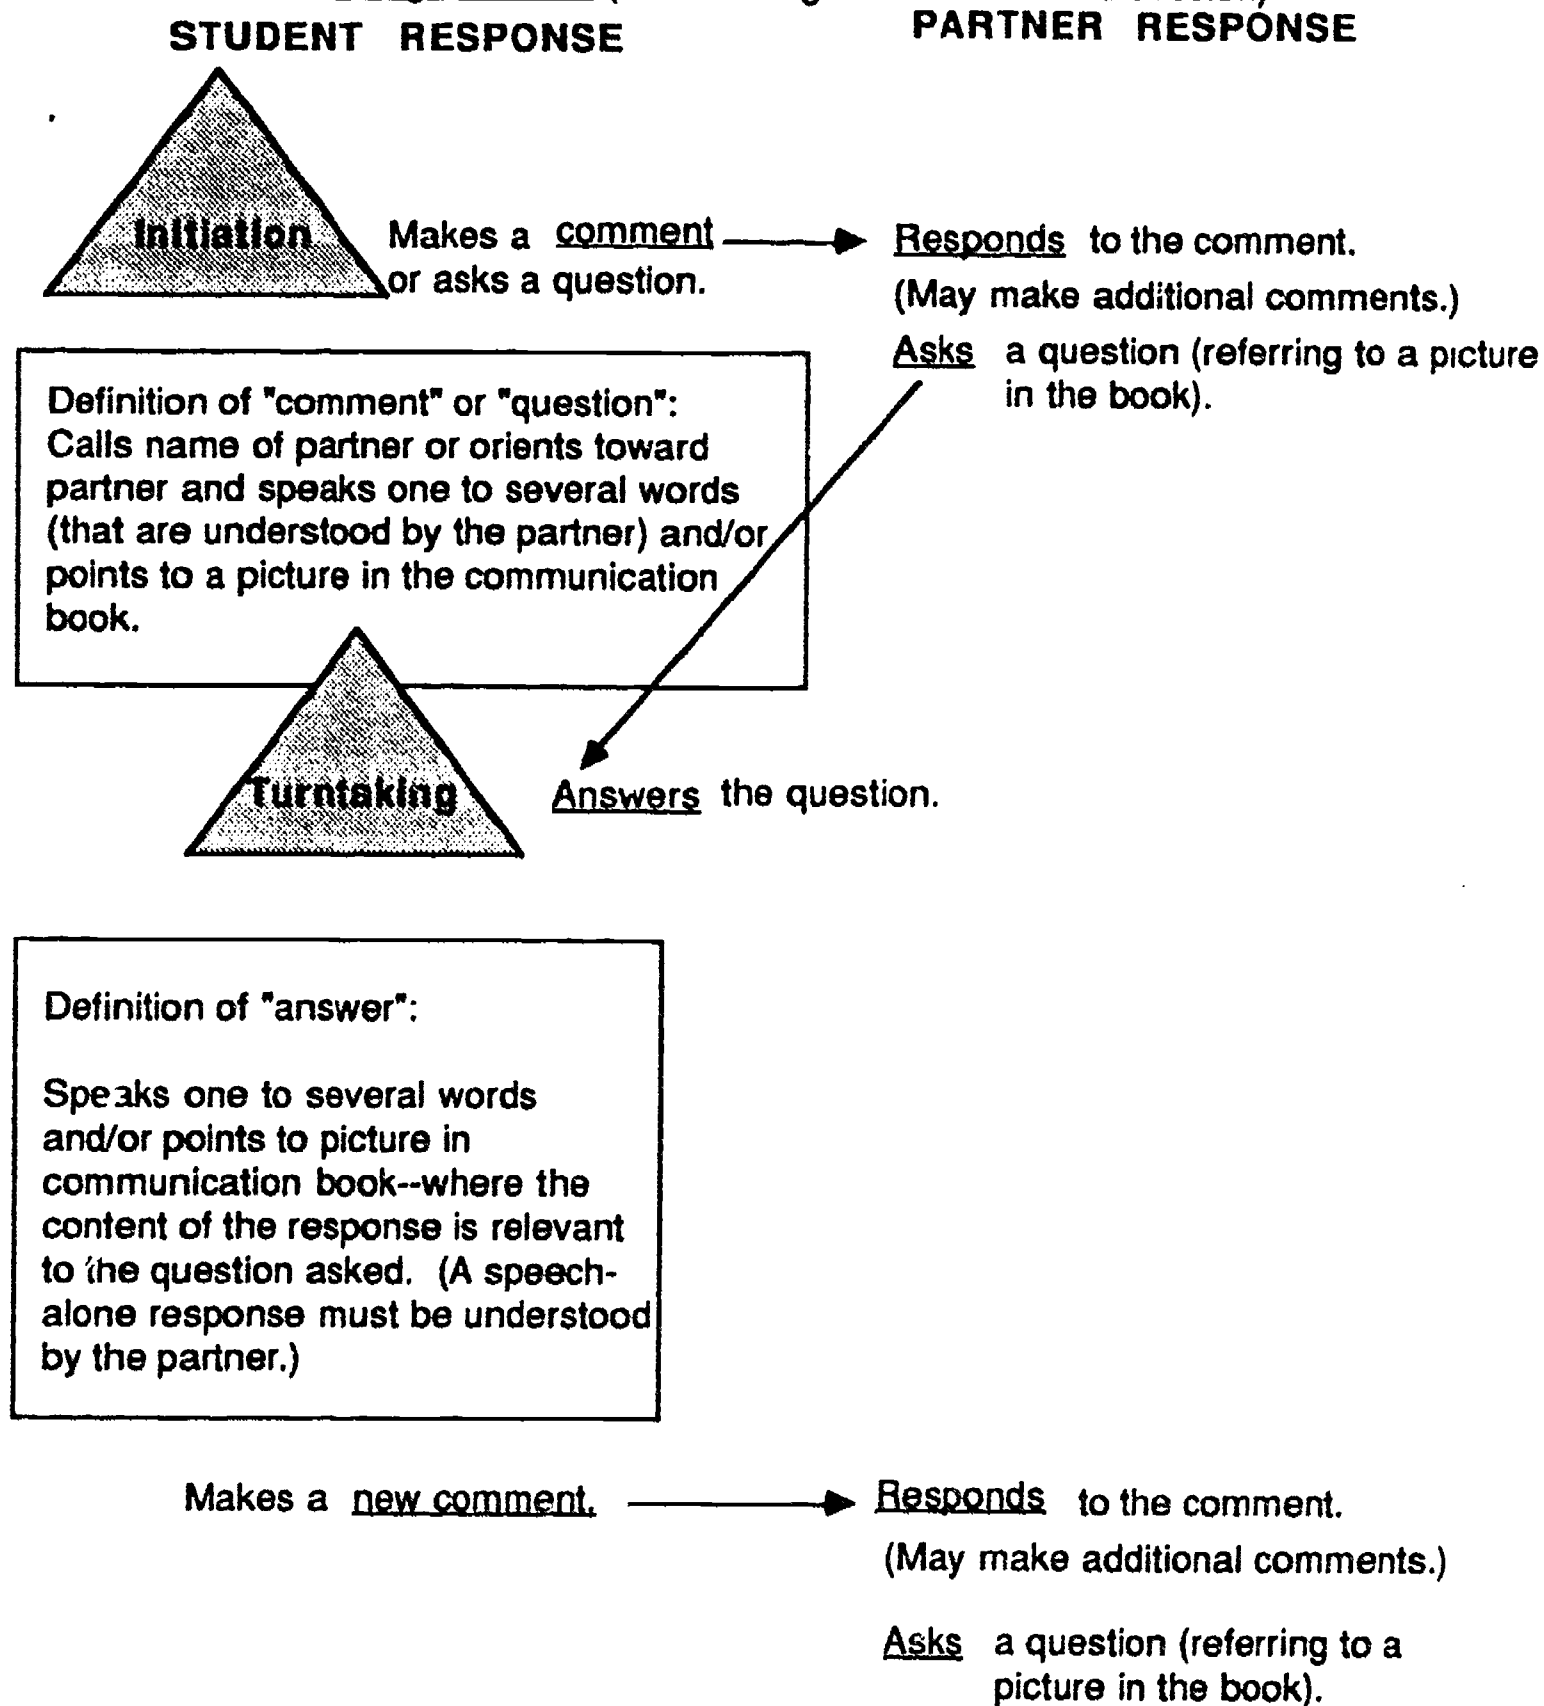 STUDENT RESPONSE
PARTNER RESPONSE
Initiation
Makes a comment
or asks a question.
Responds to the comment.
(May make additional comments.)
Asks a question (referring to a picture
in the book).
Definition of "comment" or "question":
Calls name of partner or orients toward
partner and speaks one to several words
(that are understood by the partner) and/or
points to a picture in the communication
book.
Turntaking
Answers the question.
Definition of "answer":
Speaks one to several words
and/or points to picture in
communication book--where the
content of the response is relevant
to the question asked. (A speech-
alone response must be understood
by the partner.)
Makes a new comment.
Responds to the comment.
(May make additional comments.)
Asks a question (referring to a
picture in the book).